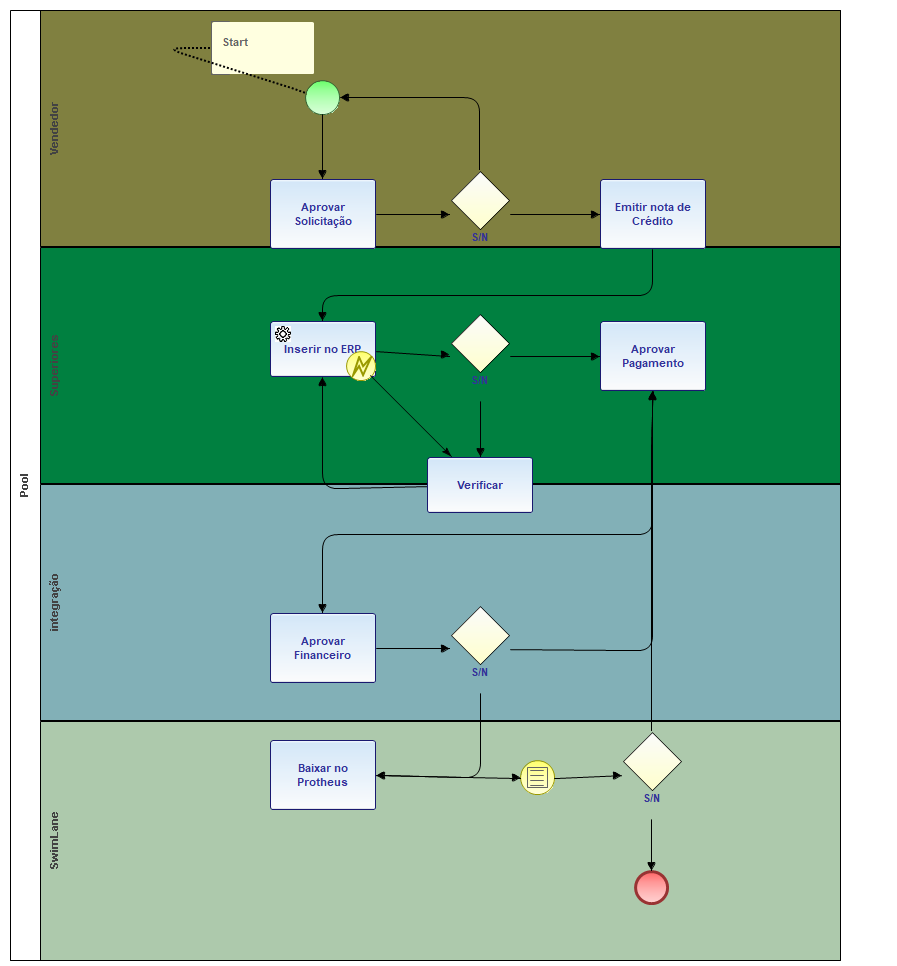 Pool
Vendedor
Start
Aprovar
Solicitação
S/N
Emitir nota de
Crédito
Superiores
Inserir no ERP
S/N
Aprovar
Pagamento
Verificar
integração
Aprovar
Financeiro
S/N
SwimLane
Baixar no
Protheus
S/N